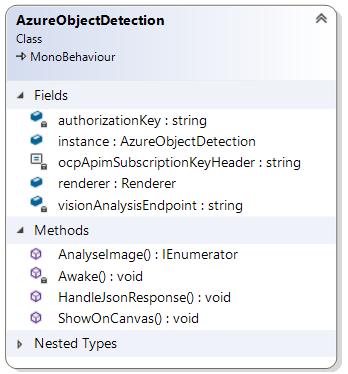 AzureObjectDetection
Class
MonoBehaviour
Fields
authorizationKey : string
instance : AzureObjectDetection
ocpApimSubscriptionKeyHeader : string
renderer : Renderer
visionAnalysisEndpoint : string
Methods
AnalyseImage() : IEnumerator
Awake() : void
HandleJsonResponse() : void
ShowOnCanvas() : void
Nested Types